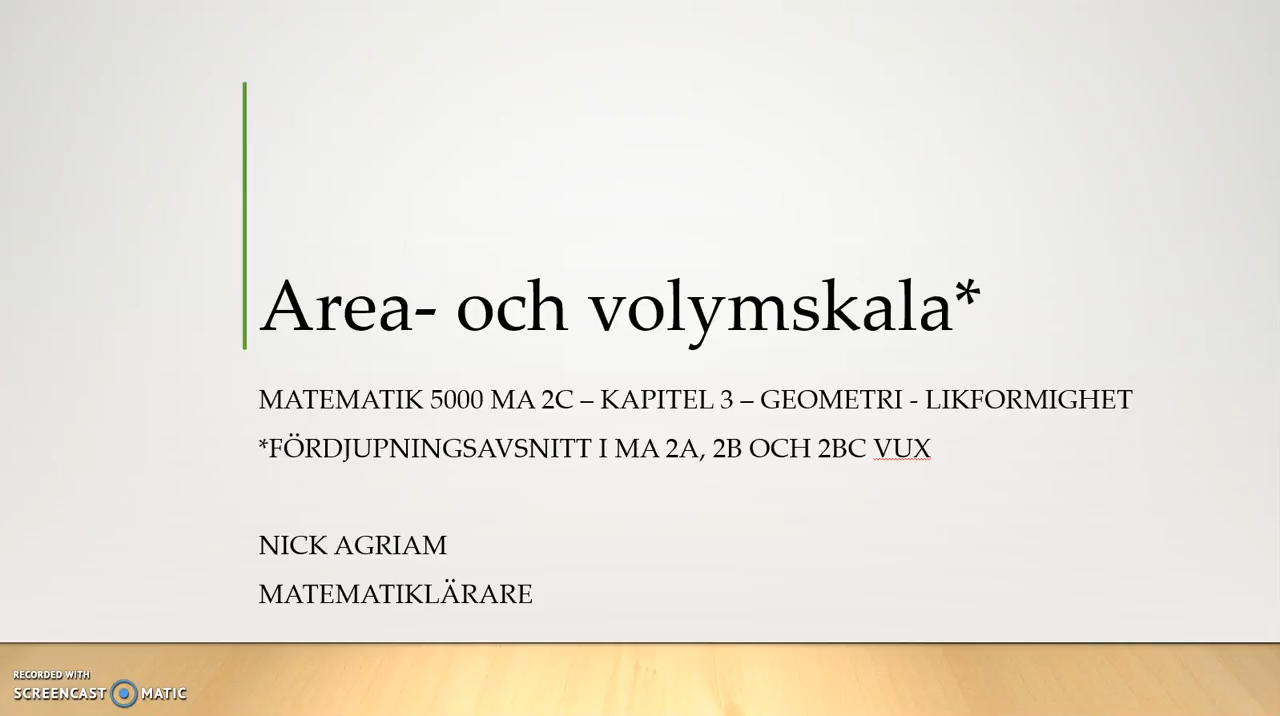 Area- och volymskala*
MATEMATIK 5000 MA 2C – KAPITEL 3 – GEOMETRI - LIKFORMIGHET
*FÖRDJUPNINGSAVSNITT I MA 2A, 2B OCH 2BC VUX
NICK AGRIAM
MATEMATIKLÄRARE
RECORDED WITH
SCREENCAST MATIC